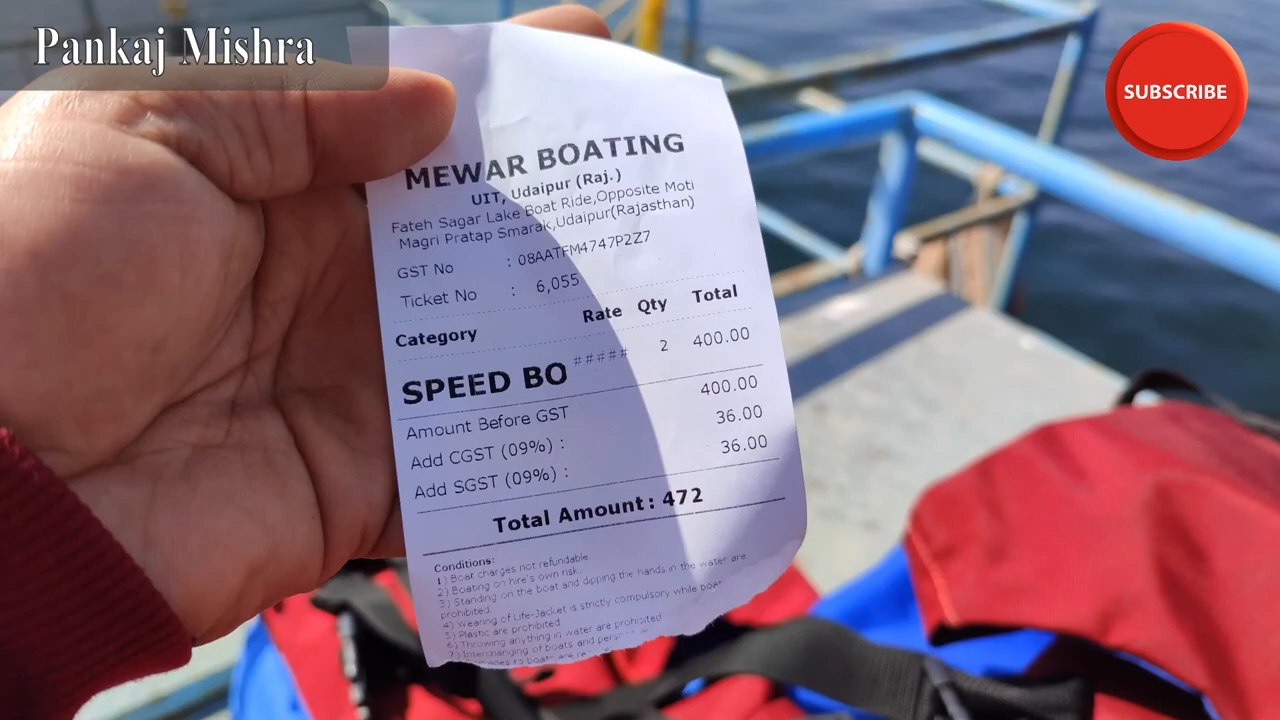 Pankaj Mishra
SUBSCRIBE
MEWAR BOATING
UIT, Udaipur (Raj.)
Fateh Sagar Lake Boat Ride,Opposite Moti
Magri Pratap Smarak,Udaipur(Rajasthan)
GST No : 08AATFM4747P2Z7
Ticket No : 6,055
Category Rate Qty Total
SPEED BO ##### 2 400.00
Amount Before GST 400.00
Add CGST (09%) : 36.00
Add SGST (09%) : 36.00
Total Amount : 472
Conditions:
1) Boat charges not refundable.
2) Boating on hire's own risk.
3) Standing on the boat and dipping the hands in the water are
prohibited.
4) Wearing of Life-Jacket is strictly compulsory while boat
5) Plastic are prohibited
6) Throwing anything in water are prohibited
7) Interchanging of boats and
to boats are